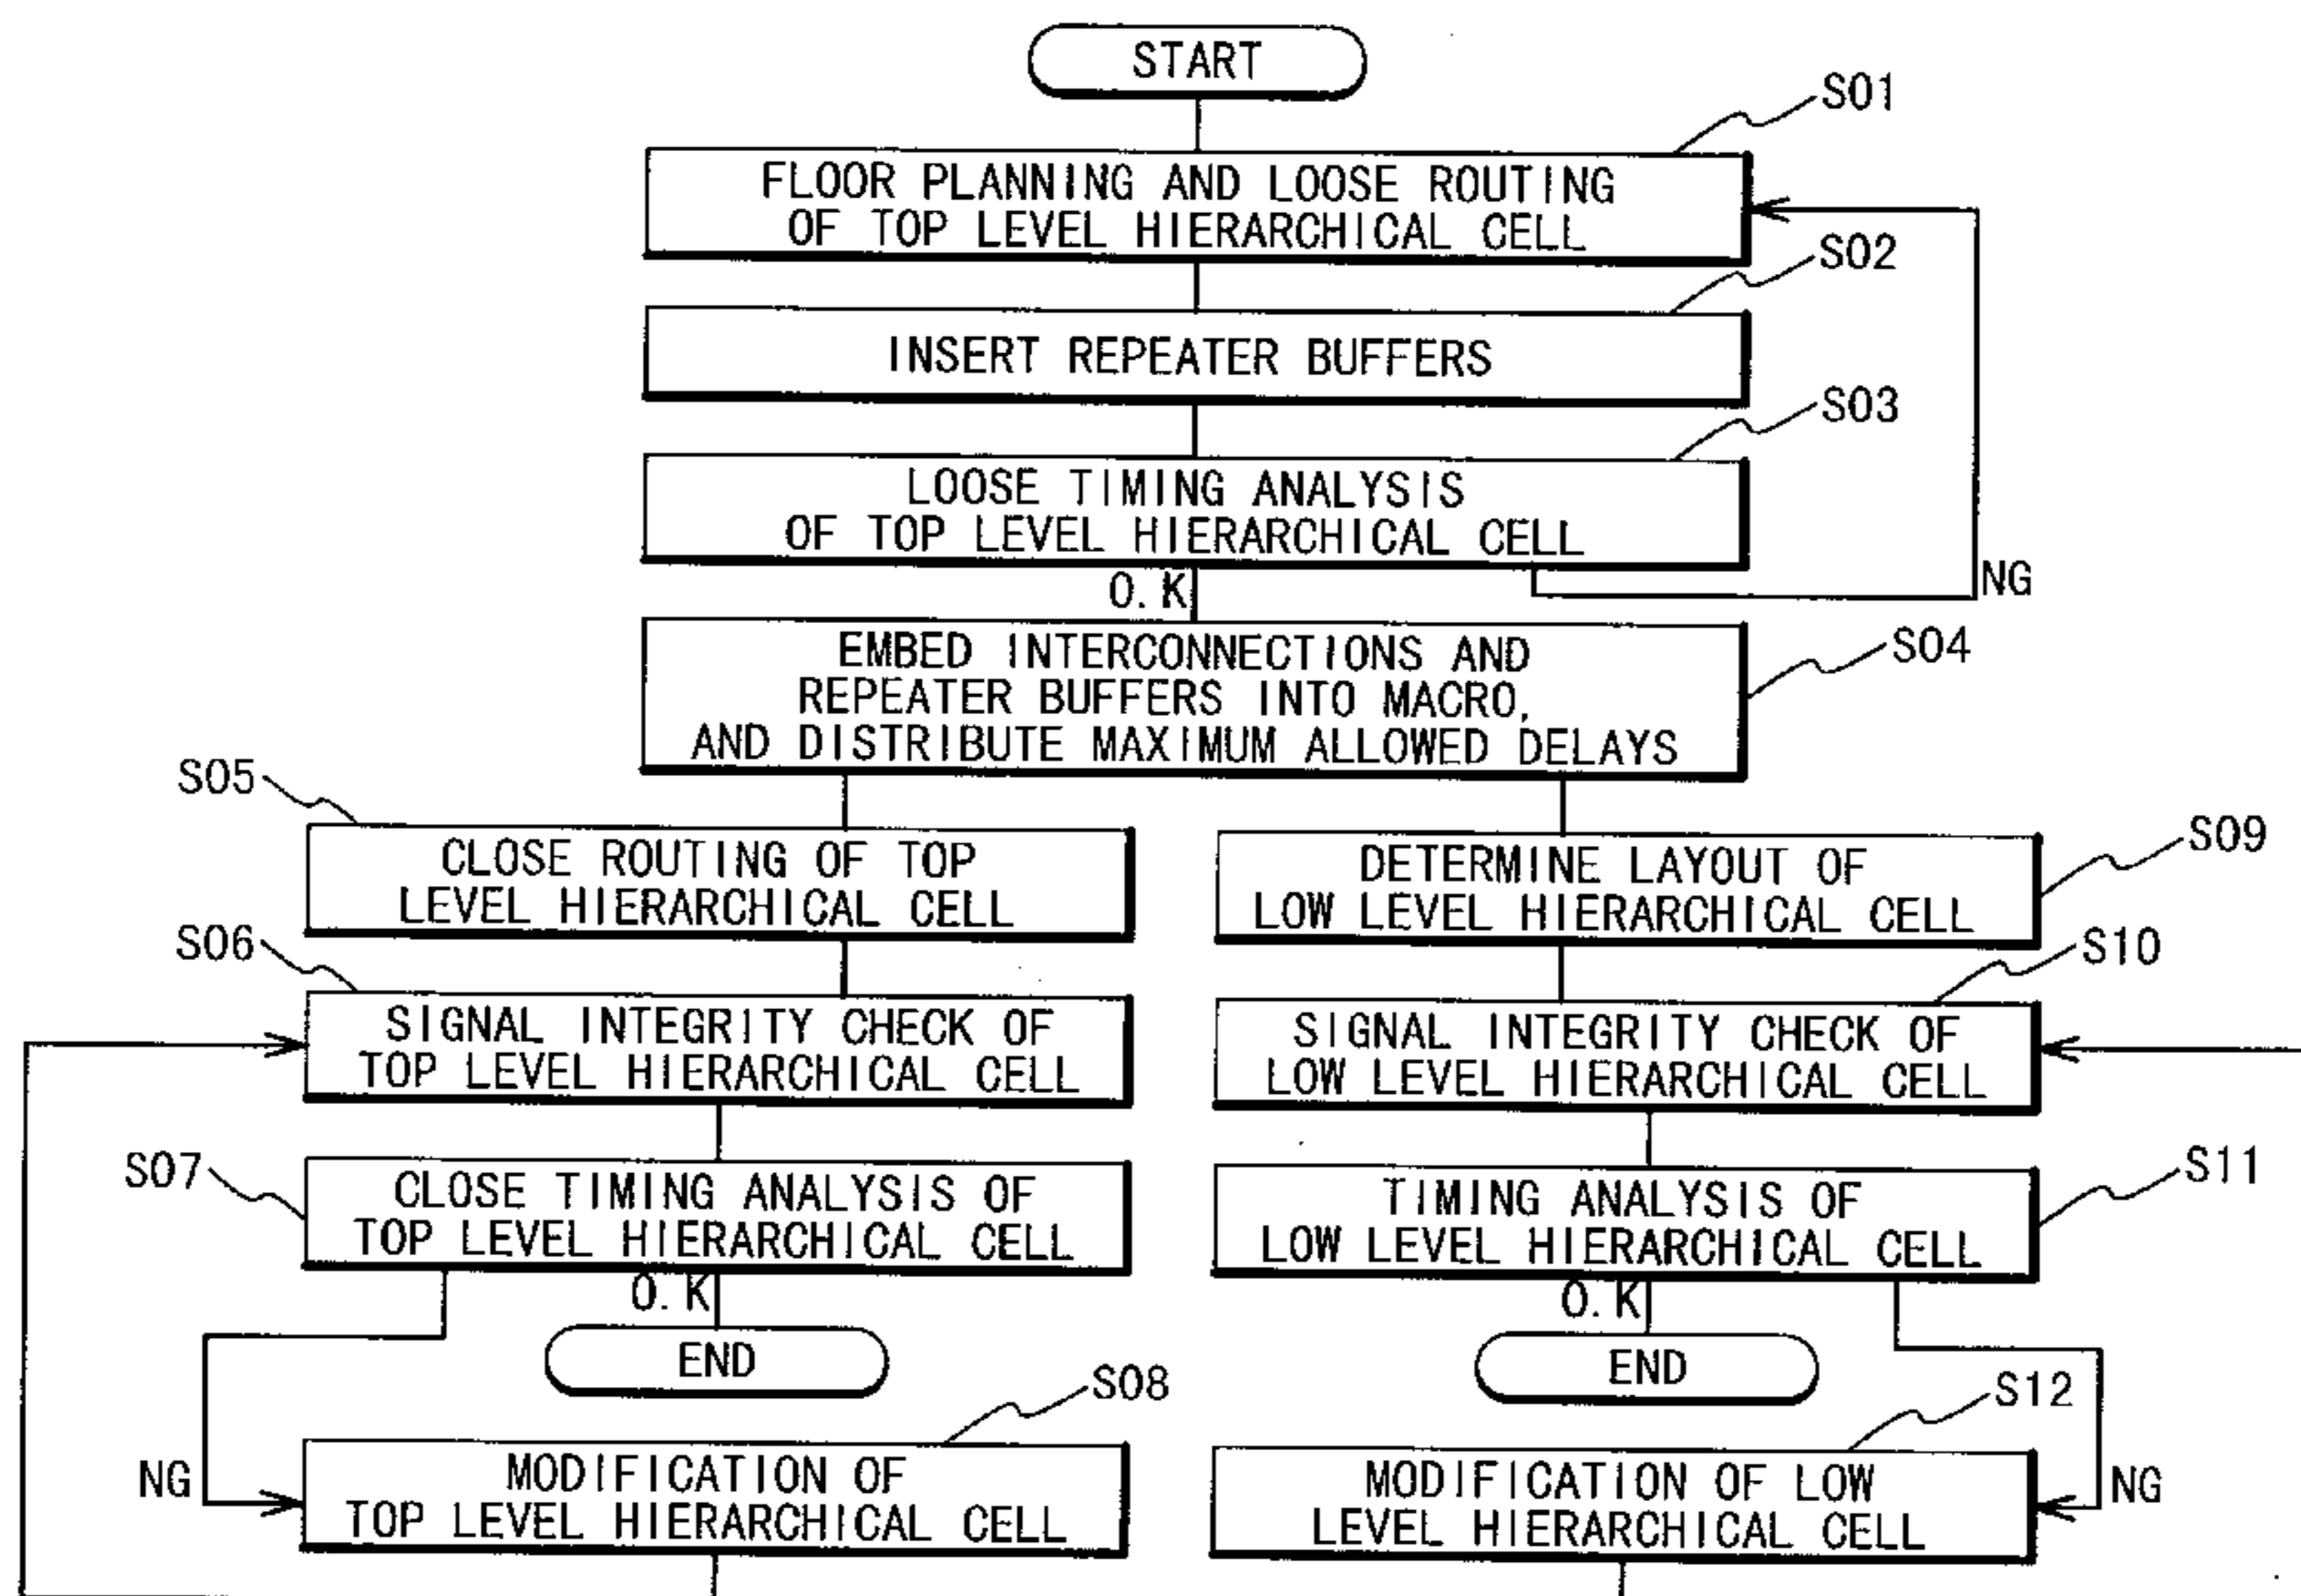 START
S01
FLOOR PLANNING AND LOOSE ROUTING
OF TOP LEVEL HIERARCHICAL CELL
S02
INSERT REPEATER BUFFERS
S03
LOOSE TIMING ANALYSIS
OF TOP LEVEL HIERARCHICAL CELL
O.K
NG
EMBED INTERCONNECTIONS AND
REPEATER BUFFERS INTO MACRO,
AND DISTRIBUTE MAXIMUM ALLOWED DELAYS
S04
S05
CLOSE ROUTING OF TOP
LEVEL HIERARCHICAL CELL
S06
SIGNAL INTEGRITY CHECK OF
TOP LEVEL HIERARCHICAL CELL
S07
CLOSE TIMING ANALYSIS OF
TOP LEVEL HIERARCHICAL CELL
O.K
END
NG
S08
MODIFICATION OF
TOP LEVEL HIERARCHICAL CELL
S09
DETERMINE LAYOUT OF
LOW LEVEL HIERARCHICAL CELL
S10
SIGNAL INTEGRITY CHECK OF
LOW LEVEL HIERARCHICAL CELL
S11
TIMING ANALYSIS OF
LOW LEVEL HIERARCHICAL CELL
O.K
END
S12
NG
MODIFICATION OF LOW
LEVEL HIERARCHICAL CELL